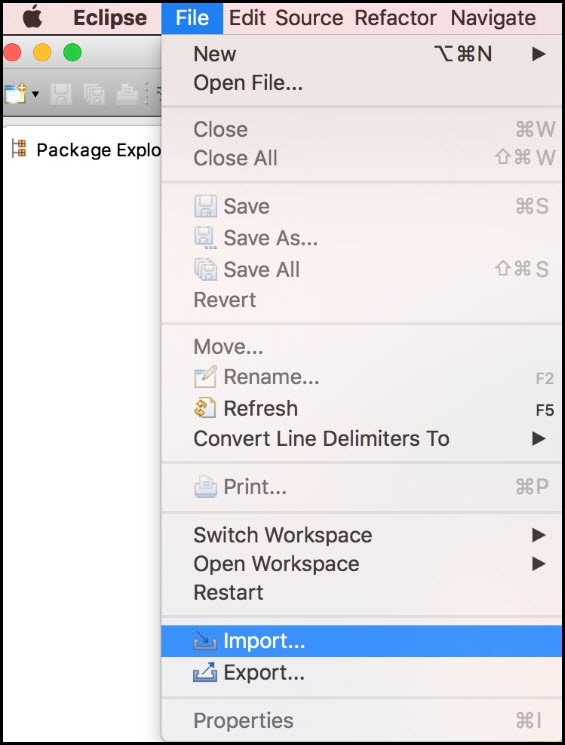 Eclipse File Edit Source Refactor Navigate
New ⌥⌘N ▶
Open File...
Package Explo
Close ⌘W
Close All ⇧⌘W
Save ⌘S
Save As...
Save All ⇧⌘S
Revert
Move...
Rename... F2
Refresh F5
Convert Line Delimiters To ▶
Print... ⌘P
Switch Workspace ▶
Open Workspace ▶
Restart
Import...
Export...
Properties ⌘I